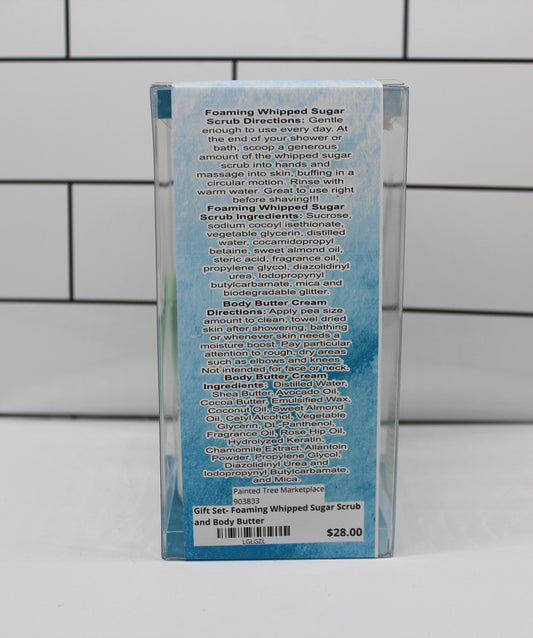 Foaming Whipped Sugar
Scrub Directions: Gentle
enough to use every day. At
the end of your shower or
bath, scoop a generous
amount of the whipped sugar
scrub into hands and
massage into skin, buffing in a
circular motion. Rinse with
warm water. Great to use right
before shaving!!!
Foaming Whipped Sugar
Scrub Ingredients: Sucrose,
sodium cocoyl isethionate,
vegetable glycerin, distilled
water, cocamidopropyl
betaine, sweet almond oil,
steric acid, fragrance oil,
propylene glycol, diazolidinyl
urea, Iodopropynyl
butylcarbamate, mica and
biodegradable glitter.
Body Butter Cream
Directions: Apply pea size
amount to clean, towel dried
skin after showering, bathing
or whenever skin needs a
moisture boost. Pay particular
attention to rough, dry areas
such as elbows and knees.
Not intended for face or neck.
Body Butter Cream
Ingredients: Distilled Water,
Shea Butter, Avocado Oil,
Cocoa Butter, Emulsified Wax,
Coconut Oil, Sweet Almond
Oil, Cetyl Alcohol, Vegetable
Glycerin, DL-Panthenol,
Fragrance Oil, Rose Hip Oil,
Hydrolyzed Keratin,
Chamomile Extract, Allantoin
Powder, Propylene Glycol,
Diazolidinyl Urea and
Iodopropynyl Butylcarbamate,
and Mica.
Painted Tree Marketplace
903833
Gift Set- Foaming Whipped Sugar Scrub
and Body Butter
$28.00
LGLGZL